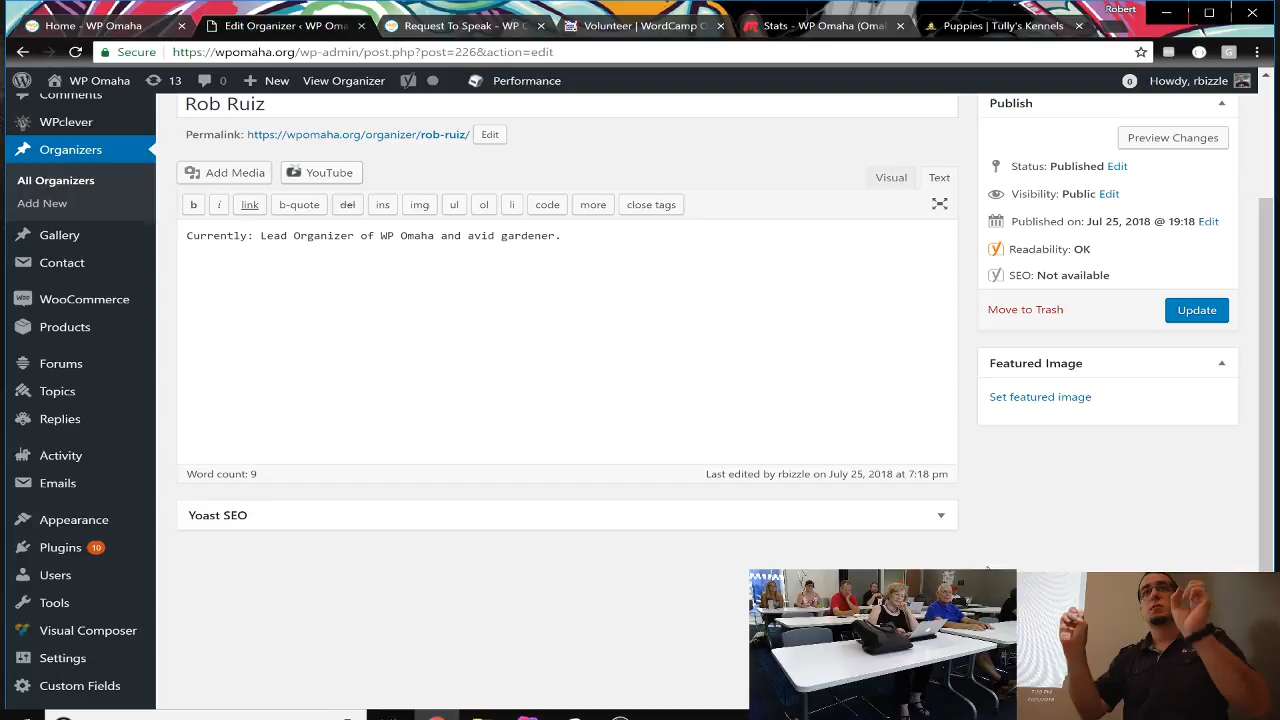 Robert
Home - WP Omaha
Edit Organizer ‹ WP Oma
Request To Speak - WP C
Volunteer | WordCamp C
Stats - WP Omaha (Omal
Puppies | Tully's Kennels
Secure https://wpomaha.org/wp-admin/post.php?post=226&action=edit
WP Omaha 13 0 New View Organizer Performance 0 Howdy, rbizzle
Comments
WPclever
Organizers
All Organizers
Add New
Gallery
Contact
WooCommerce
Products
Forums
Topics
Replies
Activity
Emails
Appearance
Plugins 10
Users
Tools
Visual Composer
Settings
Custom Fields
Rob Ruiz
Permalink: https://wpomaha.org/organizer/rob-ruiz/ Edit
Add Media YouTube
Visual Text
b i link b-quote del ins img ul ol li code more close tags
Currently: Lead Organizer of WP Omaha and avid gardener.
Word count: 9 Last edited by rbizzle on July 25, 2018 at 7:18 pm
Yoast SEO
Publish
Preview Changes
Status: Published Edit
Visibility: Public Edit
Published on: Jul 25, 2018 @ 19:18 Edit
Readability: OK
SEO: Not available
Move to Trash Update
Featured Image
Set featured image